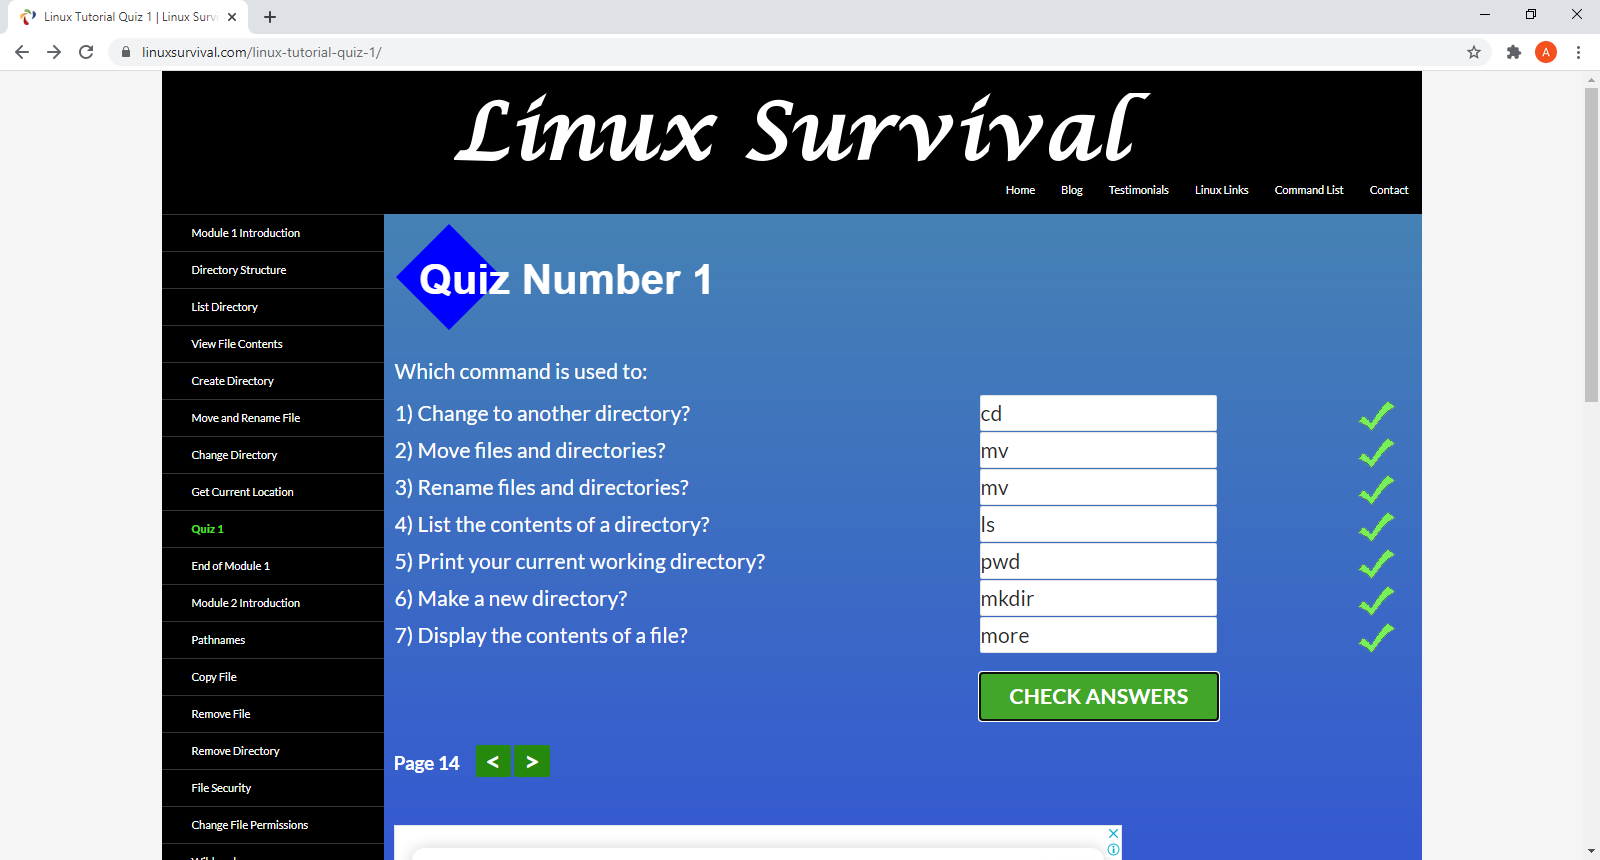 Linux Tutorial Quiz 1 | Linux Surv
linuxsurvival.com/linux-tutorial-quiz-1/
A
Linux Survival
Home Blog Testimonials Linux Links Command List Contact
Module 1 Introduction
Directory Structure
List Directory
View File Contents
Create Directory
Move and Rename File
Change Directory
Get Current Location
Quiz 1
End of Module 1
Module 2 Introduction
Pathnames
Copy File
Remove File
Remove Directory
File Security
Change File Permissions
Quiz Number 1
Which command is used to:
1) Change to another directory? cd
2) Move files and directories? mv
3) Rename files and directories? mv
4) List the contents of a directory? ls
5) Print your current working directory? pwd
6) Make a new directory? mkdir
7) Display the contents of a file? more
CHECK ANSWERS
Page 14 < >